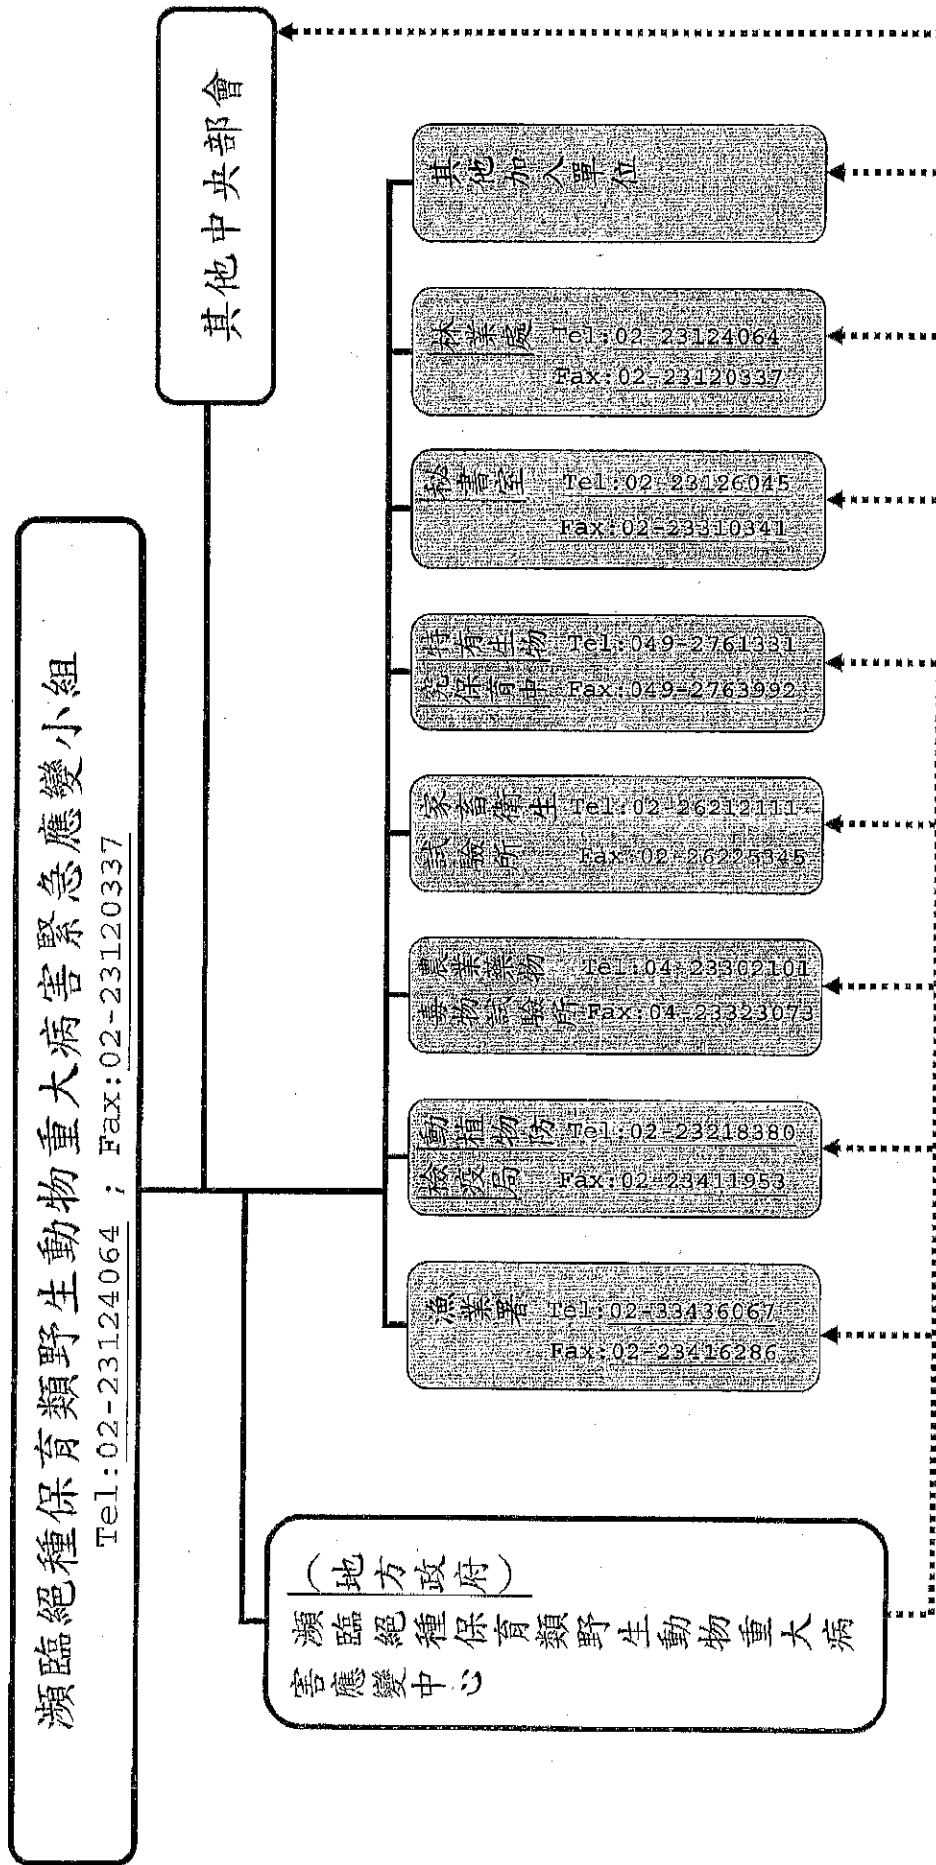 瀕臨絕種保育類野生動物重大病害緊急應變小組
Tel:02-23124064 ; Fax:02-23120337
其他中央部會
(地方政府)
瀕臨絕種保育類野生動物重大病
害應變中心
漁業署 Tel:02-33436067
Fax:02-23416286
動植物防 Tel:02-23218380
檢疫局 Fax:02-23411953
農業藥物 Tel:04-23302101
毒物試驗所 Fax:04-23323073
家畜衛生 Tel:02-26212111
試驗所 Fax:02-26225345
特有生物 Tel:049-2761331
究保育中 Fax:049-2763992
秘書室 Tel:02-23126045
Fax:02-23310341
林業處 Tel:02-23124064
Fax:02-23120337
其他加入單位